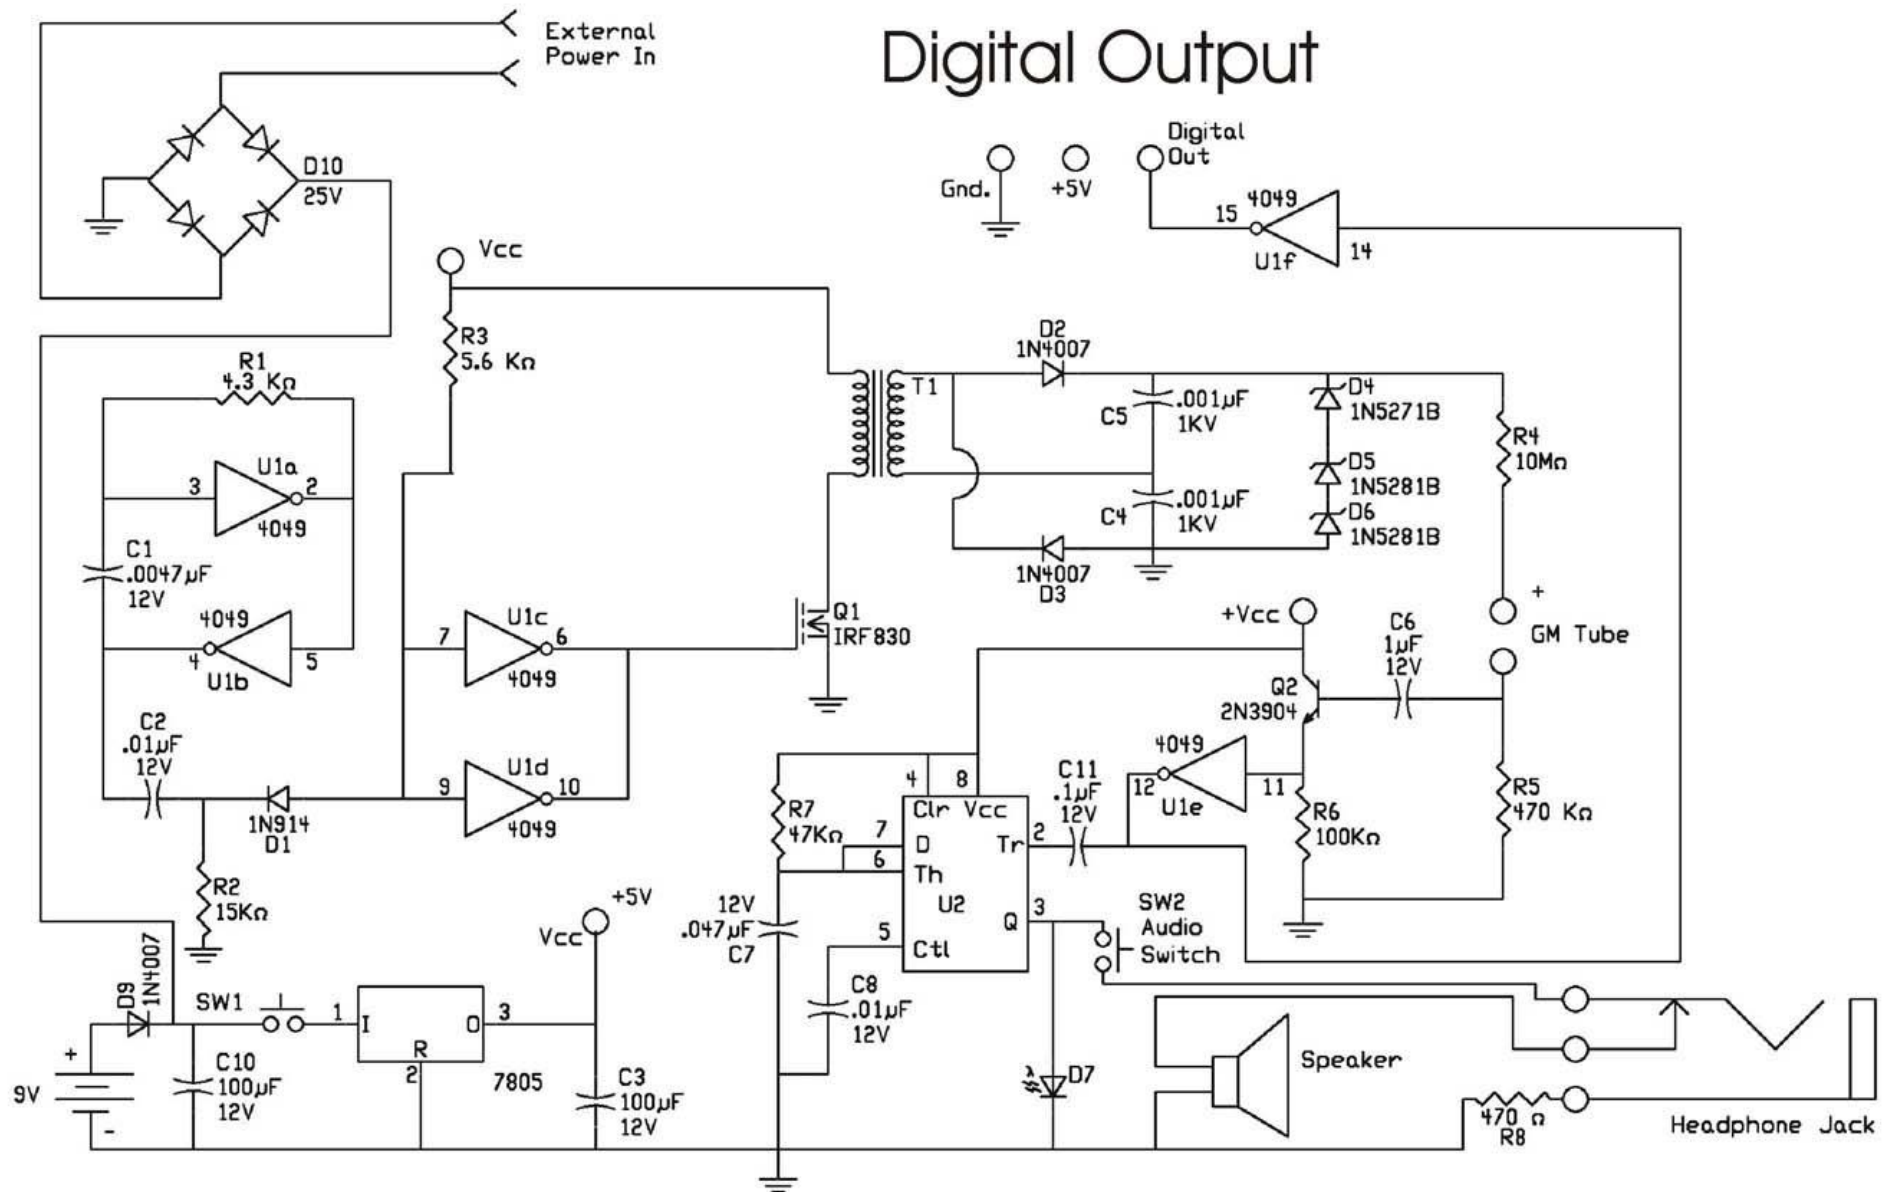 External
Power In
Digital Output
Digital
Out
Gnd.
+5V
4049
15
14
U1f
D10
25V
Vcc
R3
5.6 KΩ
R1
4.3 KΩ
U1a
3
2
4049
C1
.0047µF
12V
4049
4
5
U1b
C2
.01µF
12V
1N914
D1
R2
15KΩ
7
U1c
6
4049
9
U1d
10
4049
Q1
IRF830
T1
D2
1N4007
C5
.001µF
1KV
C4
.001µF
1KV
1N4007
D3
D4
1N5271B
D5
1N5281B
D6
1N5281B
R4
10MΩ
+
GM Tube
+Vcc
C6
1µF
12V
Q2
2N3904
4049
12
11
U1e
C11
.1µF
12V
R6
100KΩ
R5
470 KΩ
R7
47KΩ
4
8
Clr
Vcc
7
D
6
Th
Tr
2
U2
Q
3
5
Ctl
12V
.047µF
C7
C8
.01µF
12V
SW2
Audio
Switch
D7
Speaker
470 Ω
R8
Headphone Jack
D9
1N4007
SW1
1
I
O
3
R
2
7805
+5V
Vcc
+
9V
-
C10
100µF
12V
C3
100µF
12V